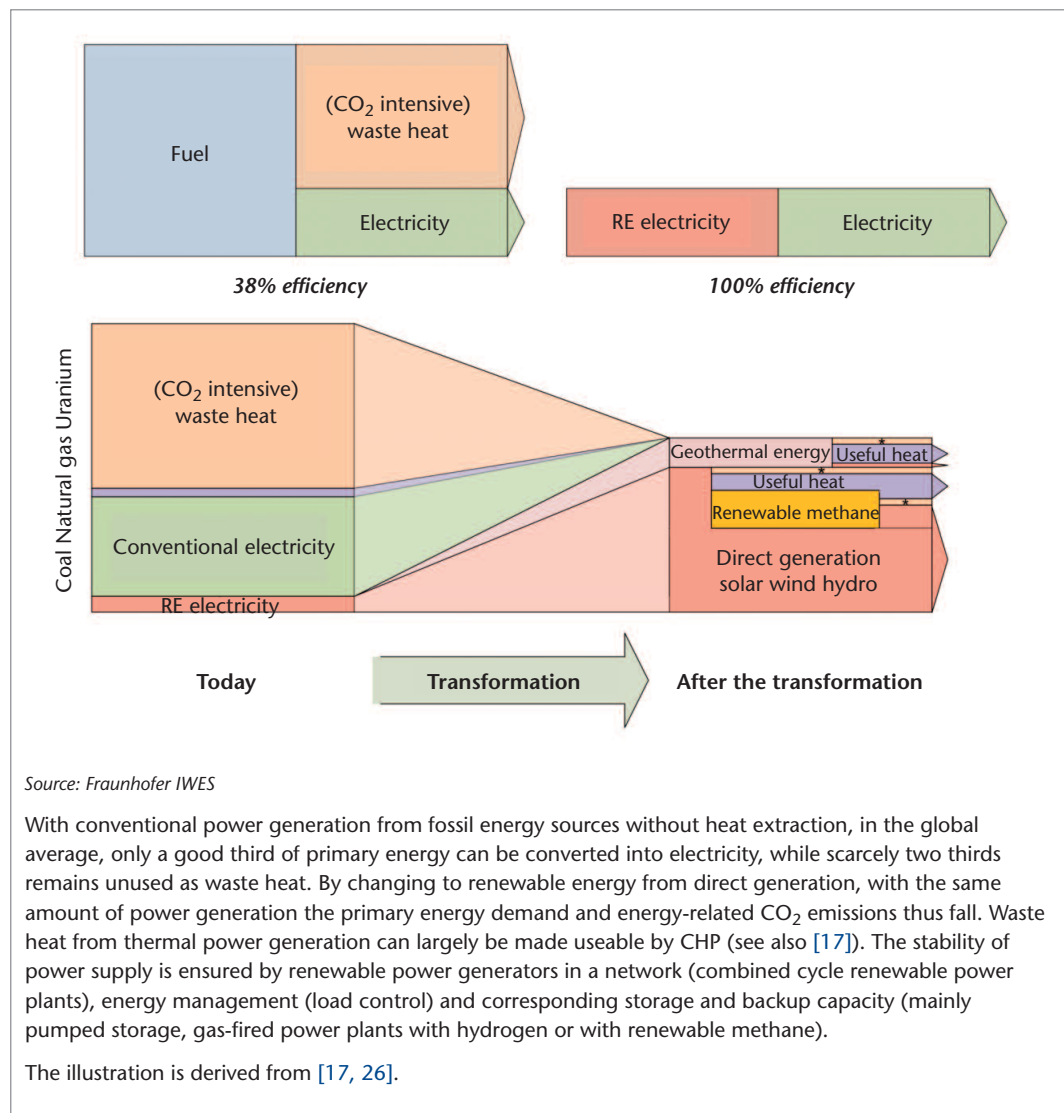 (CO2 intensive)
waste heat
Fuel
Electricity
RE electricity
Electricity
38% efficiency
100% efficiency
Coal Natural gas Uranium
(CO2 intensive)
waste heat
Conventional electricity
RE electricity
*
Geothermal energy
Useful heat
*
Useful heat
Renewable methane
*
Direct generation
solar wind hydro
Today
Transformation
After the transformation
Source: Fraunhofer IWES
With conventional power generation from fossil energy sources without heat extraction, in the global
average, only a good third of primary energy can be converted into electricity, while scarcely two thirds
remains unused as waste heat. By changing to renewable energy from direct generation, with the same
amount of power generation the primary energy demand and energy-related CO2 emissions thus fall. Waste
heat from thermal power generation can largely be made useable by CHP (see also [17]). The stability of
power supply is ensured by renewable power generators in a network (combined cycle renewable power
plants), energy management (load control) and corresponding storage and backup capacity (mainly
pumped storage, gas-fired power plants with hydrogen or with renewable methane).
The illustration is derived from [17, 26].